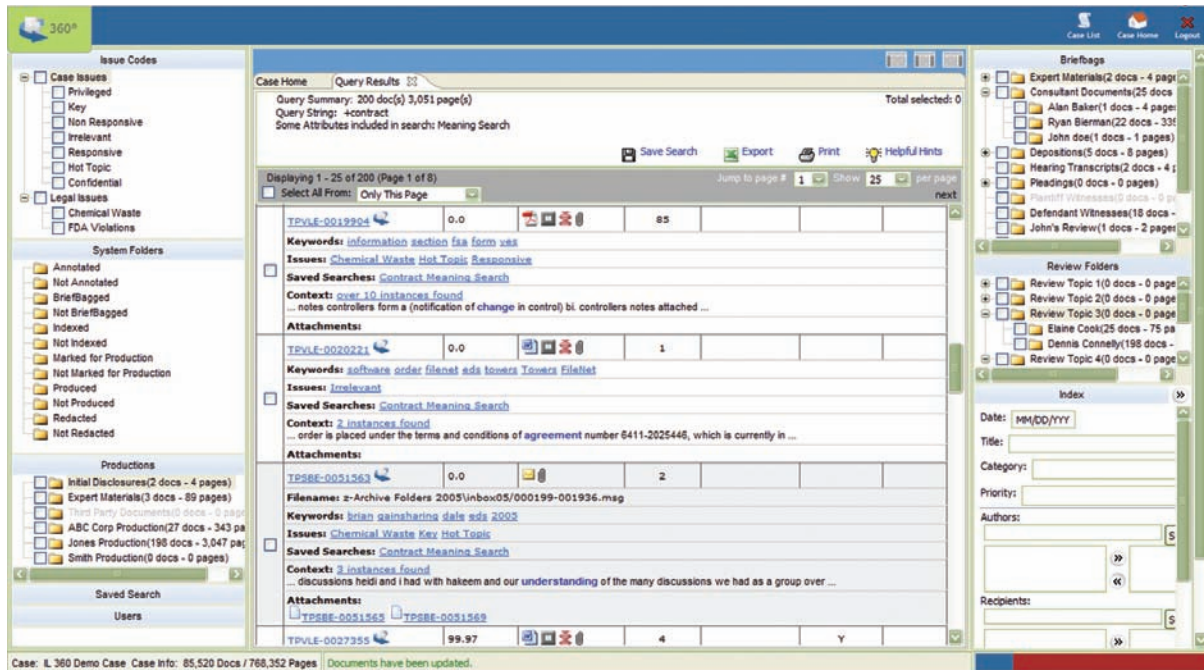 360°
Case List Case Home Logout
Issue Codes
Case Issues
Privileged
Key
Non Responsive
Irrelevant
Responsive
Hot Topic
Confidential
Legal Issues
Chemical Waste
FDA Violations
System Folders
Annotated
Not Annotated
BriefBagged
Not BriefBagged
Indexed
Not Indexed
Marked for Production
Not Marked for Production
Produced
Not Produced
Redacted
Not Redacted
Productions
Initial Disclosures(2 docs - 4 pages)
Expert Materials(3 docs - 89 pages)
Third Party Documents(0 docs - 0 page
ABC Corp Production(27 docs - 343 pa
Jones Production(198 docs - 3,047 pag
Smith Production(0 docs - 0 pages)
Saved Search
Users
Case Home Query Results
Query Summary: 200 doc(s) 3,051 page(s) Total selected: 0
Query String: +contract
Some Attributes included in search: Meaning Search
Save Search Export Print Helpful Hints
Displaying 1 - 25 of 200 (Page 1 of 8) Jump to page # 1 Show 25 per page
Select All From: Only This Page next
TPVLE-0019904 0.0 85
Keywords: information section fsa form yes
Issues: Chemical Waste Hot Topic Responsive
Saved Searches: Contract Meaning Search
Context: over 10 instances found
... notes controllers form a (notification of change in control) bi. controllers notes attached ...
Attachments:
TPVLE-0020221 0.0 1
Keywords: software order filenet eds towers Towers FileNet
Issues: Irrelevant
Saved Searches: Contract Meaning Search
Context: 2 instances found
... order is placed under the terms and conditions of agreement number 6411-2025446, which is currently in ...
Attachments:
TPSBE-0051563 0.0 2
Filename: z-Archive Folders 2005\inbox05/000199-001936.msg
Keywords: brian gainsharing dale eds 2005
Issues: Chemical Waste Key Hot Topic
Saved Searches: Contract Meaning Search
Context: 3 instances found
... discussions heidi and i had with hakeem and our understanding of the many discussions we had as a group over ...
Attachments:
TPSBE-0051565 TPSBE-0051569
TPVLE-0027355 99.97 4 Y
Briefbags
Expert Materials(2 docs - 4 page
Consultant Documents(25 docs
Alan Baker(1 docs - 4 page
Ryan Bierman(22 docs - 335
John doe(1 docs - 1 pages)
Depositions(5 docs - 8 pages)
Hearing Transcripts(2 docs - 4 pa
Pleadings(0 docs - 0 pages)
Plaintiff Witnesses(0 docs - 0 p
Defendant Witnesses(18 docs -
John's Review(1 docs - 2 pages
Review Folders
Review Topic 1(0 docs - 0 page
Review Topic 2(0 docs - 0 page
Review Topic 3(0 docs - 0 page
Elaine Cook(25 docs - 75 pa
Dennis Connelly(198 docs -
Review Topic 4(0 docs - 0 page
Index
Date: MM/DD/YYY
Title:
Category:
Priority:
Authors:
S
Recipients:
S
Case: IL 360 Demo Case Case Info: 85,520 Docs / 768,352 Pages Documents have been updated.